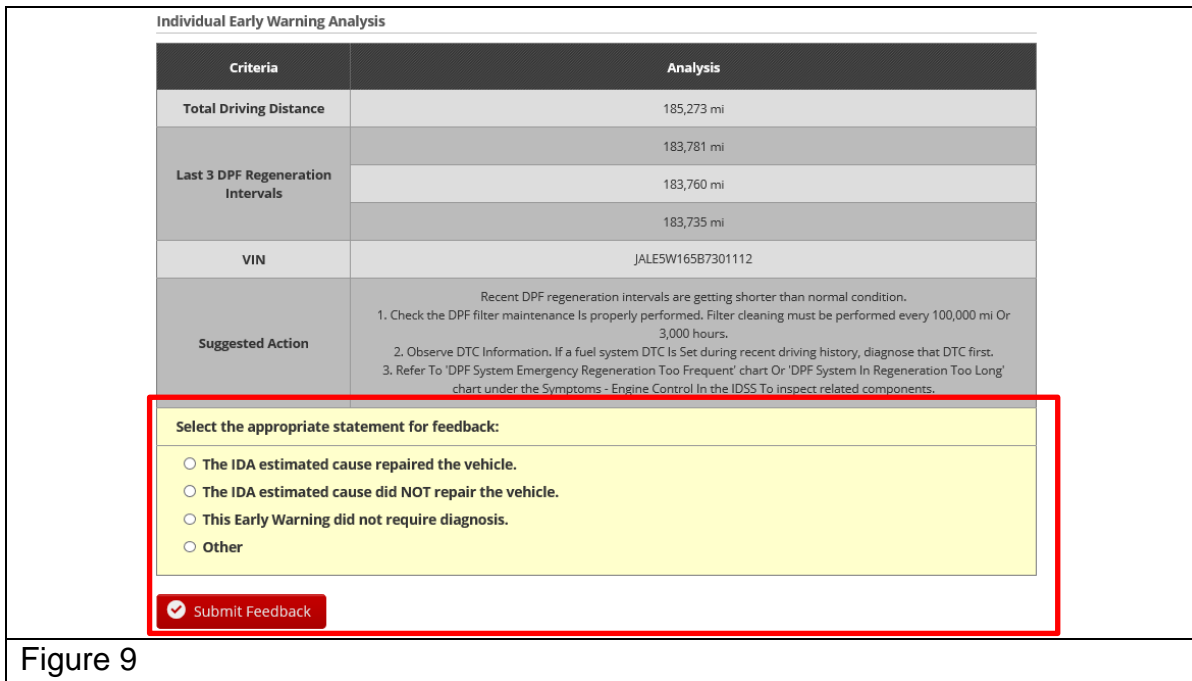 Individual Early Warning Analysis
Criteria
Analysis
Total Driving Distance
185,273 mi
Last 3 DPF Regeneration
Intervals
183,781 mi
183,760 mi
183,735 mi
VIN
JALE5W165B7301112
Suggested Action
Recent DPF regeneration intervals are getting shorter than normal condition.
1. Check the DPF filter maintenance Is properly performed. Filter cleaning must be performed every 100,000 mi Or
3,000 hours.
2. Observe DTC Information. If a fuel system DTC Is Set during recent driving history, diagnose that DTC first.
3. Refer To 'DPF System Emergency Regeneration Too Frequent' chart Or 'DPF System In Regeneration Too Long'
chart under the Symptoms - Engine Control In the IDSS To inspect related components.
Select the appropriate statement for feedback:
The IDA estimated cause repaired the vehicle.
The IDA estimated cause did NOT repair the vehicle.
This Early Warning did not require diagnosis.
Other
Submit Feedback
Figure 9